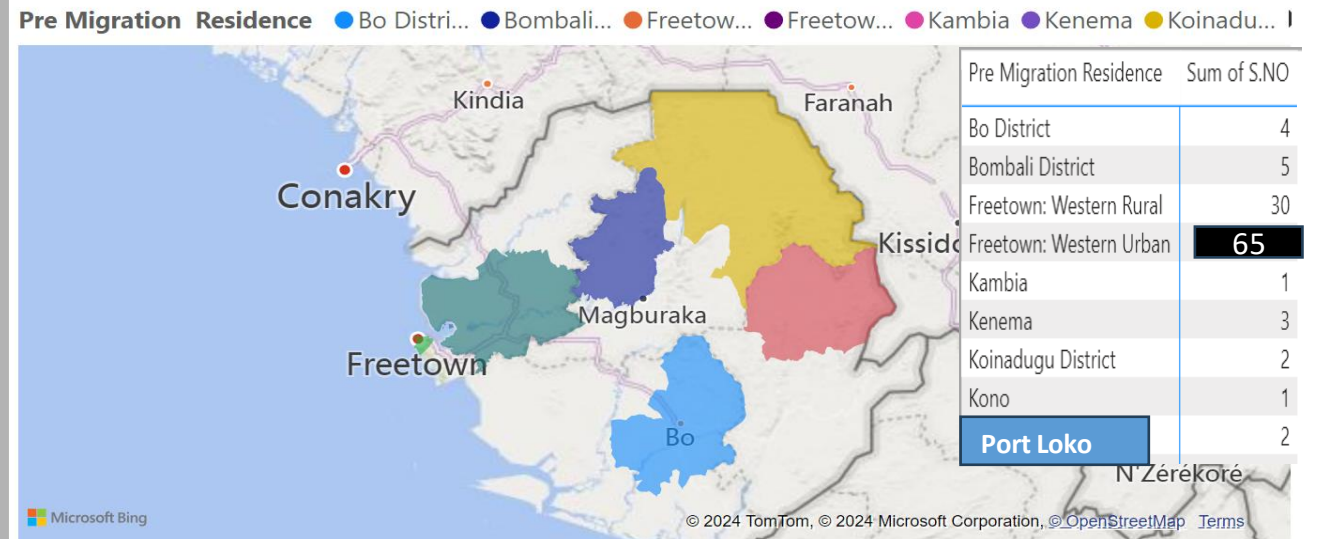 Pre Migration Residence Bo Distri... Bombali... Freetow... Freetow... Kambia Kenema Koinadu...
Kindia
Faranah
Conakry
Kissido
Magburaka
Freetown
Bo
N'Zérékoré
Pre Migration Residence Sum of S.NO
Bo District 4
Bombali District 5
Freetown: Western Rural 30
Freetown: Western Urban 65
Kambia 1
Kenema 3
Koinadugu District 2
Kono 1
Port Loko 2
Microsoft Bing
© 2024 TomTom, © 2024 Microsoft Corporation, © OpenStreetMap Terms